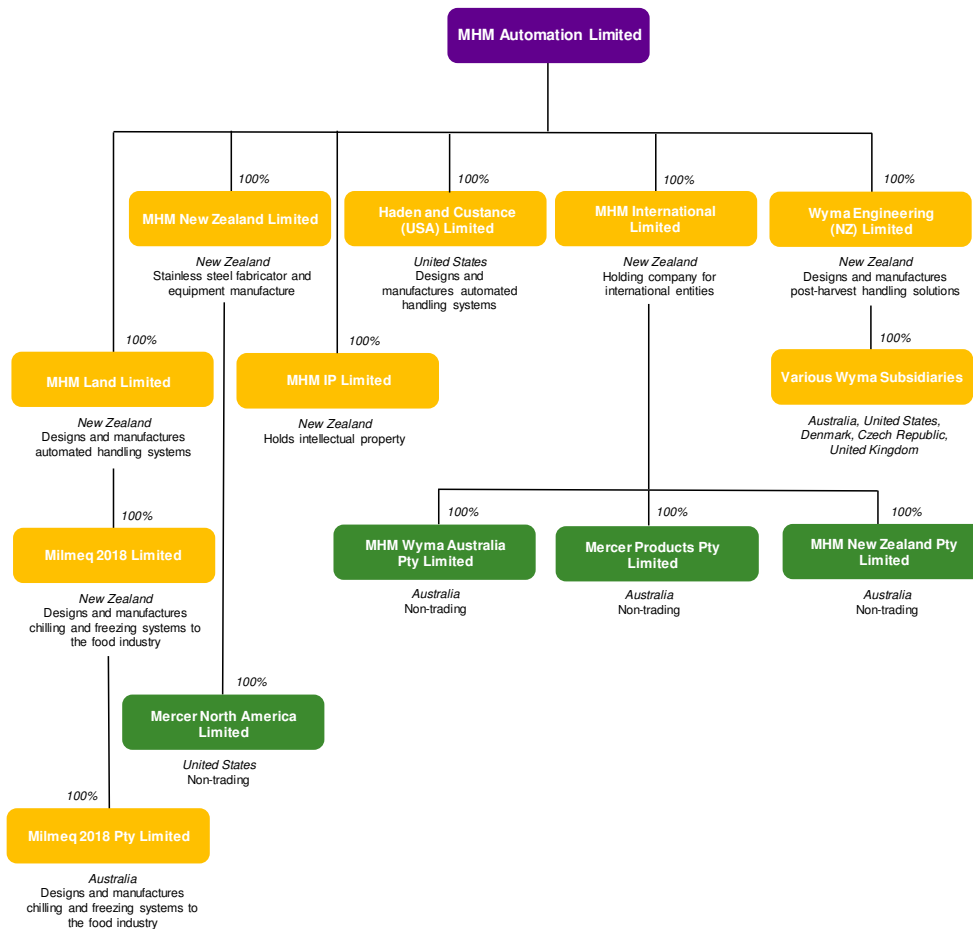 MHM Automation Limited
100%
MHM New Zealand Limited
New Zealand
Stainless steel fabricator and
equipment manufacture
100%
Haden and Custance
(USA) Limited
United States
Designs and
manufactures automated
handling systems
100%
MHM International
Limited
New Zealand
Holding company for
international entities
100%
Wyma Engineering
(NZ) Limited
New Zealand
Designs and manufactures
post-harvest handling solutions
100%
MHM Land Limited
New Zealand
Designs and manufactures
automated handling systems
100%
MHM IP Limited
New Zealand
Holds intellectual property
100%
Various Wyma Subsidiaries
Australia, United States,
Denmark, Czech Republic,
United Kingdom
100%
Milmeq 2018 Limited
New Zealand
Designs and manufactures
chilling and freezing systems to
the food industry
100%
MHM Wyma Australia
Pty Limited
Australia
Non-trading
100%
Mercer Products Pty
Limited
Australia
Non-trading
100%
MHM New Zealand Pty
Limited
Australia
Non-trading
100%
Mercer North America
Limited
United States
Non-trading
100%
Milmeq 2018 Pty Limited
Australia
Designs and manufactures
chilling and freezing systems to
the food industry